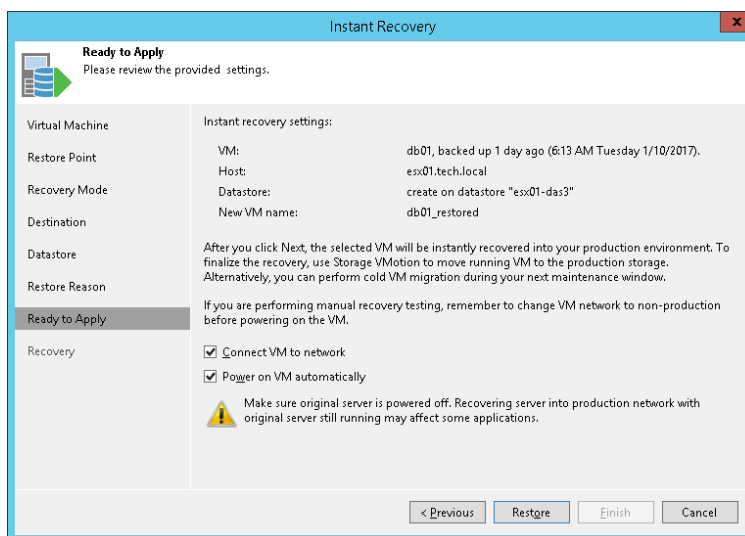 Instant Recovery
x
Ready to Apply
Please review the provided settings.
Virtual Machine
Restore Point
Recovery Mode
Destination
Datastore
Restore Reason
Ready to Apply
Recovery
Instant recovery settings:
VM: db01, backed up 1 day ago (6:13 AM Tuesday 1/10/2017).
Host: esx01.tech.local
Datastore: create on datastore "esx01-das3"
New VM name: db01_restored
After you click Next, the selected VM will be instantly recovered into your production environment. To
finalize the recovery, use Storage VMotion to move running VM to the production storage.
Alternatively, you can perform cold VM migration during your next maintenance window.
If you are performing manual recovery testing, remember to change VM network to non-production
before powering on the VM.
Connect VM to network
Power on VM automatically
Make sure original server is powered off. Recovering server into production network with
original server still running may affect some applications.
< Previous
Restore
Finish
Cancel